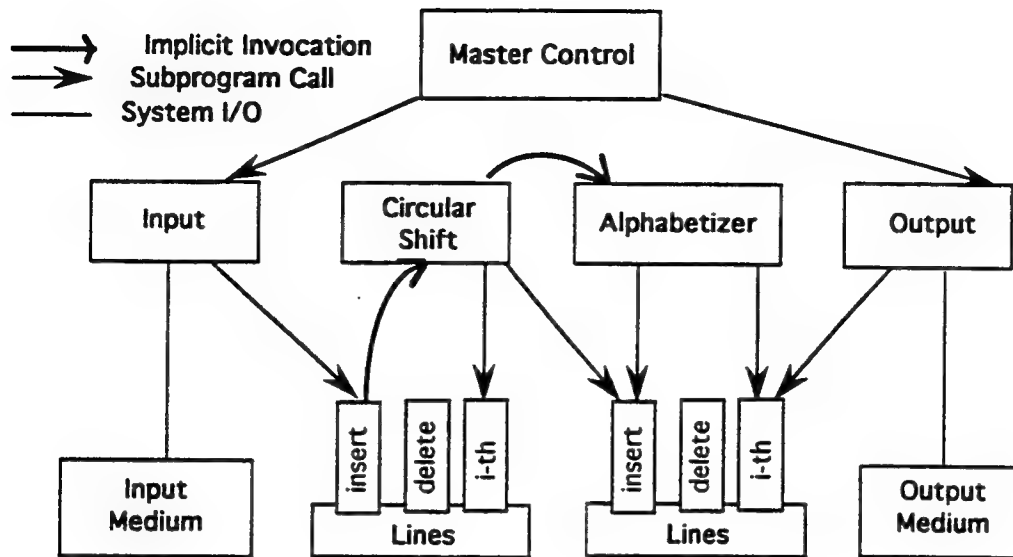 Implicit Invocation
Subprogram Call
System I/O
Master Control
Input
Circular
Shift
Alphabetizer
Output
insert
delete
i-th
insert
delete
i-th
Input
Medium
Lines
Lines
Output
Medium